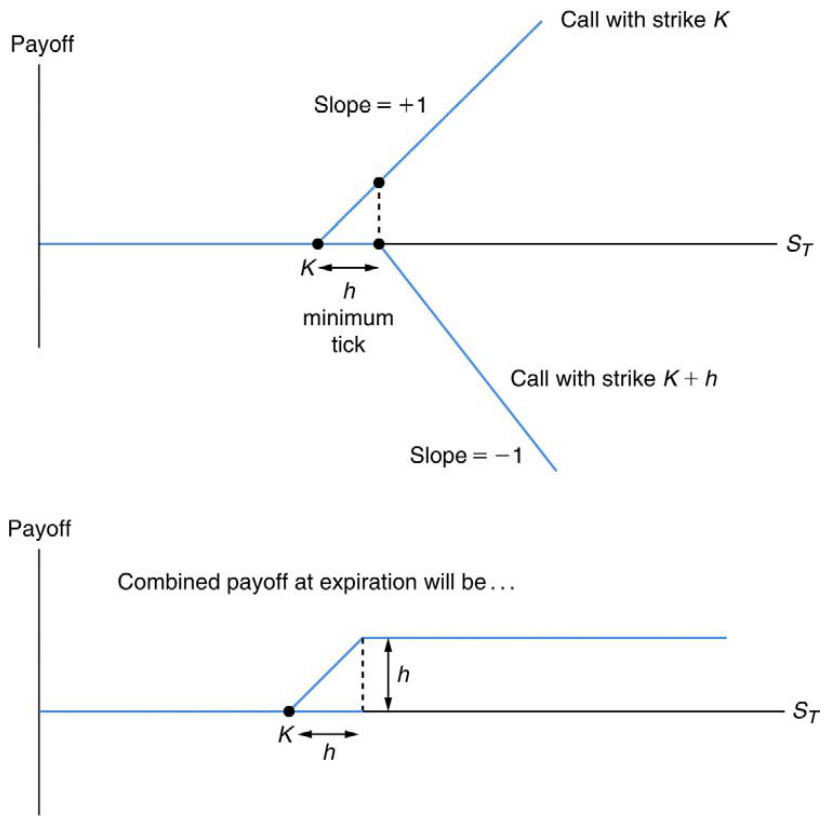 Call with strike K
Payoff
Slope = +1
S_T
K
h
minimum
tick
Call with strike K + h
Slope = −1
Payoff
Combined payoff at expiration will be...
h
S_T
K
h